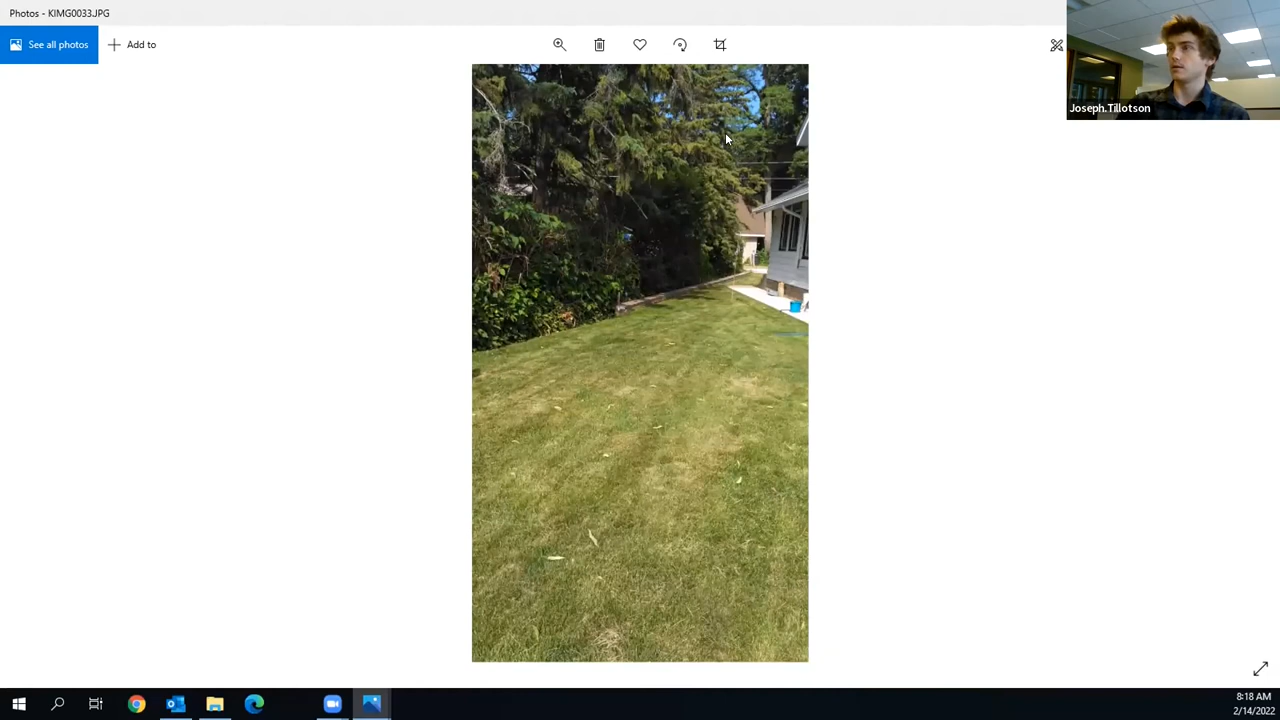 Photos - KIMG0033.JPG
See all photos
Add to
Joseph.Tillotson
8:18 AM
2/14/2022